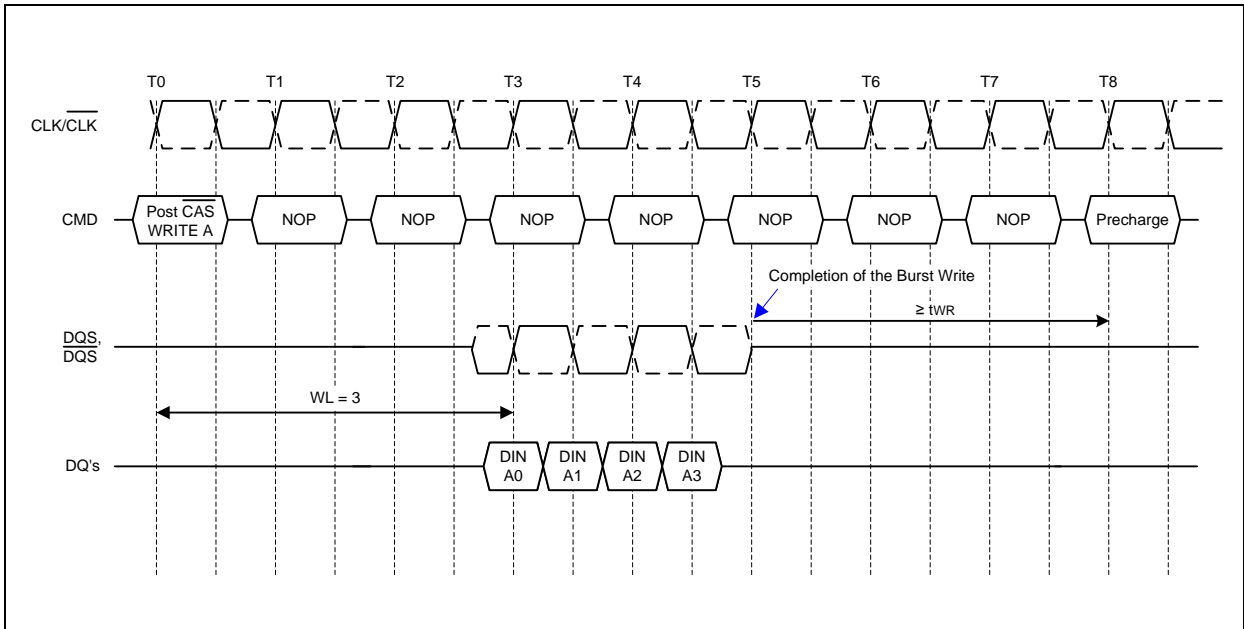 T0 T1 T2 T3 T4 T5 T6 T7 T8
CLK/CLK
CMD
Post CAS
WRITE A
NOP NOP NOP NOP NOP NOP NOP Precharge
Completion of the Burst Write
≥ tWR
DQS,
DQS
WL = 3
DQ's
DIN DIN DIN DIN
A0 A1 A2 A3